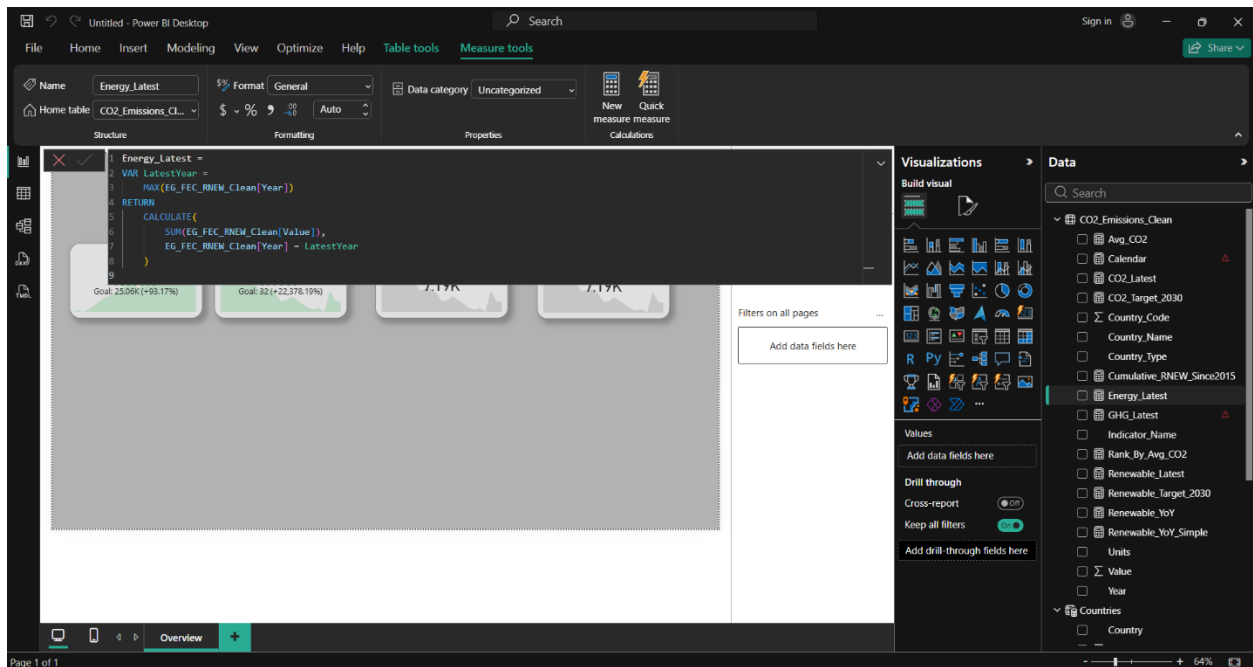 Untitled - Power BI Desktop
Search
Sign in
File Home Insert Modeling View Optimize Help Table tools Measure tools
Share
Name Energy_Latest
Home table CO2_Emissions_Cl...
Structure
Format General
$ % Auto
Formatting
Data category Uncategorized
Properties
New measure
Quick measure
Calculations
1 Energy_Latest =
2 VAR LatestYear =
3 MAX(EG_FEC_RNEW_Clean[Year])
4 RETURN
5 CALCULATE(
6 SUM(EG_FEC_RNEW_Clean[Value]),
7 EG_FEC_RNEW_Clean[Year] = LatestYear
8 )
9
Goal: 25.06K (+93.17%)
Goal: 32 (+22,378.19%)
7.19K
7.19K
Filters on all pages
...
Add data fields here
Visualizations
Build visual
R Py
...
Values
Add data fields here
Drill through
Cross-report Off
Keep all filters On
Add drill-through fields here
Data
Search
CO2_Emissions_Clean
Avg_CO2
Calendar
CO2_Latest
CO2_Target_2030
Country_Code
Country_Name
Country_Type
Cumulative_RNEW_Since2015
Energy_Latest
GHG_Latest
Indicator_Name
Rank_By_Avg_CO2
Renewable_Latest
Renewable_Target_2030
Renewable_YoY
Renewable_YoY_Simple
Units
Value
Year
Countries
Country
Overview
Page 1 of 1
- + 64%